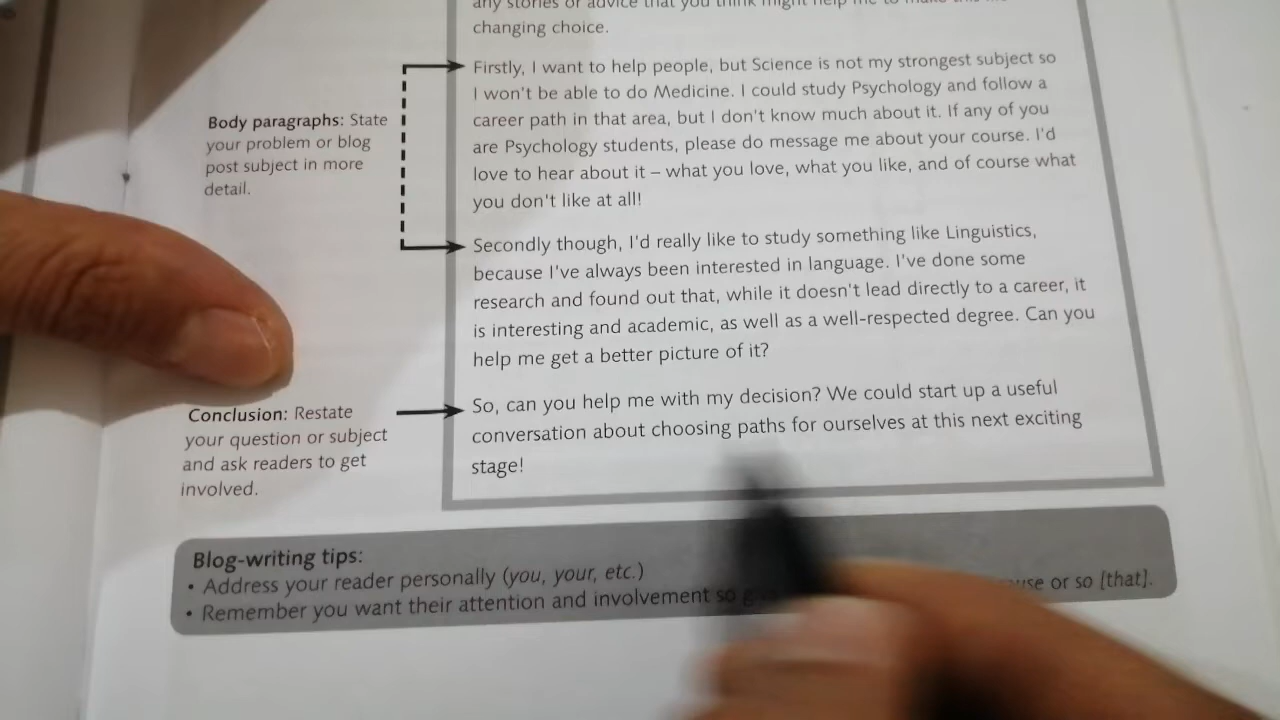 any stories or advice that you think might help me to make this
changing choice.
Firstly, I want to help people, but Science is not my strongest subject so
I won't be able to do Medicine. I could study Psychology and follow a
career path in that area, but I don't know much about it. If any of you
are Psychology students, please do message me about your course. I'd
love to hear about it – what you love, what you like, and of course what
you don't like at all!
Body paragraphs: State
your problem or blog
post subject in more
detail.
Secondly though, I'd really like to study something like Linguistics,
because I've always been interested in language. I've done some
research and found out that, while it doesn't lead directly to a career, it
is interesting and academic, as well as a well-respected degree. Can you
help me get a better picture of it?
Conclusion: Restate
your question or subject
and ask readers to get
involved.
So, can you help me with my decision? We could start up a useful
conversation about choosing paths for ourselves at this next exciting
stage!
Blog-writing tips:
• Address your reader personally (you, your, etc.)
• Remember you want their attention and involvement so or so [that].